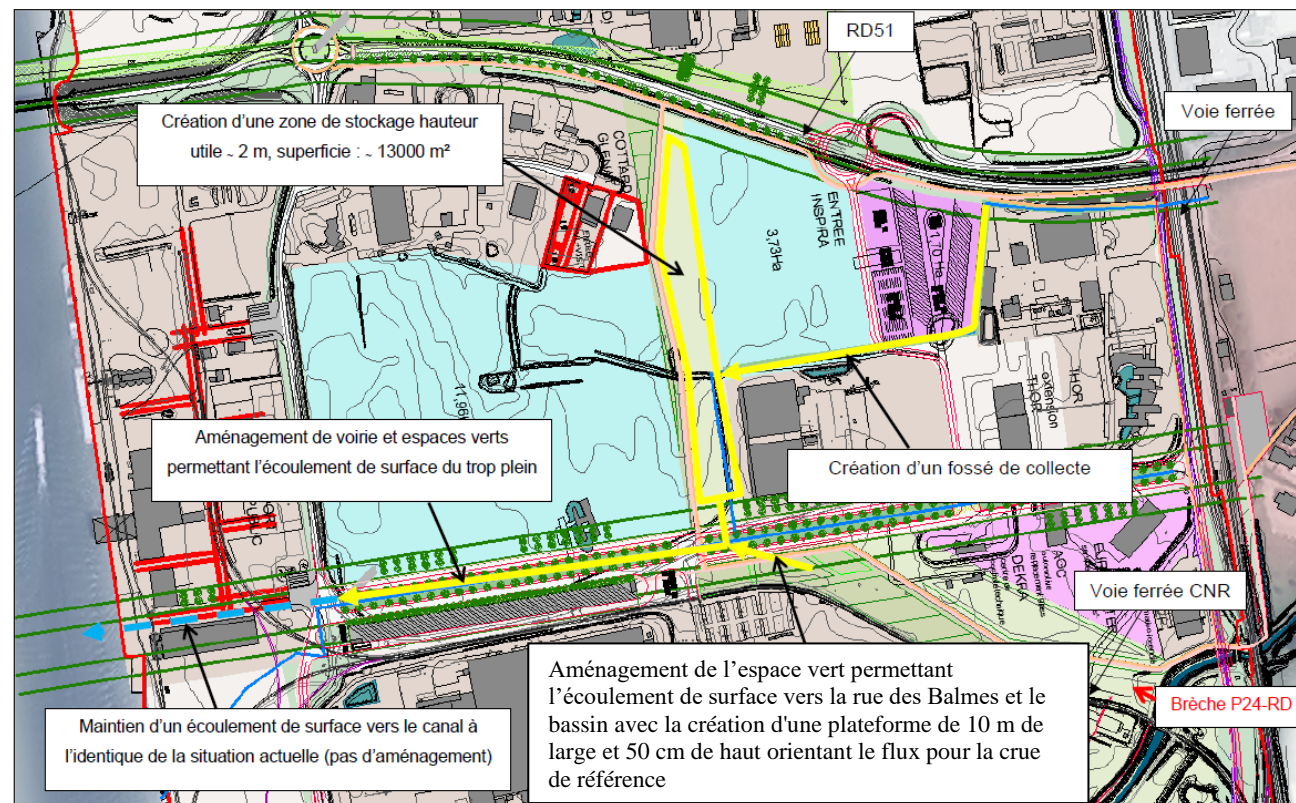 RD51
Voie ferrée
Création d'une zone de stockage hauteur
utile ~ 2 m, superficie : ~ 13000 m²
COTTARD
ENTREE
INSPIRA
3,73Ha
1,70 Ha
THOR
extension
THOR
Aménagement de voirie et espaces verts
permettant l'écoulement de surface du trop plein
Création d'un fossé de collecte
AGC
DEKRA
Voie ferrée CNR
Brèche P24-RD
Aménagement de l'espace vert permettant
l'écoulement de surface vers la rue des Balmes et le
bassin avec la création d'une plateforme de 10 m de
large et 50 cm de haut orientant le flux pour la crue
de référence
Maintien d'un écoulement de surface vers le canal à
l'identique de la situation actuelle (pas d'aménagement)